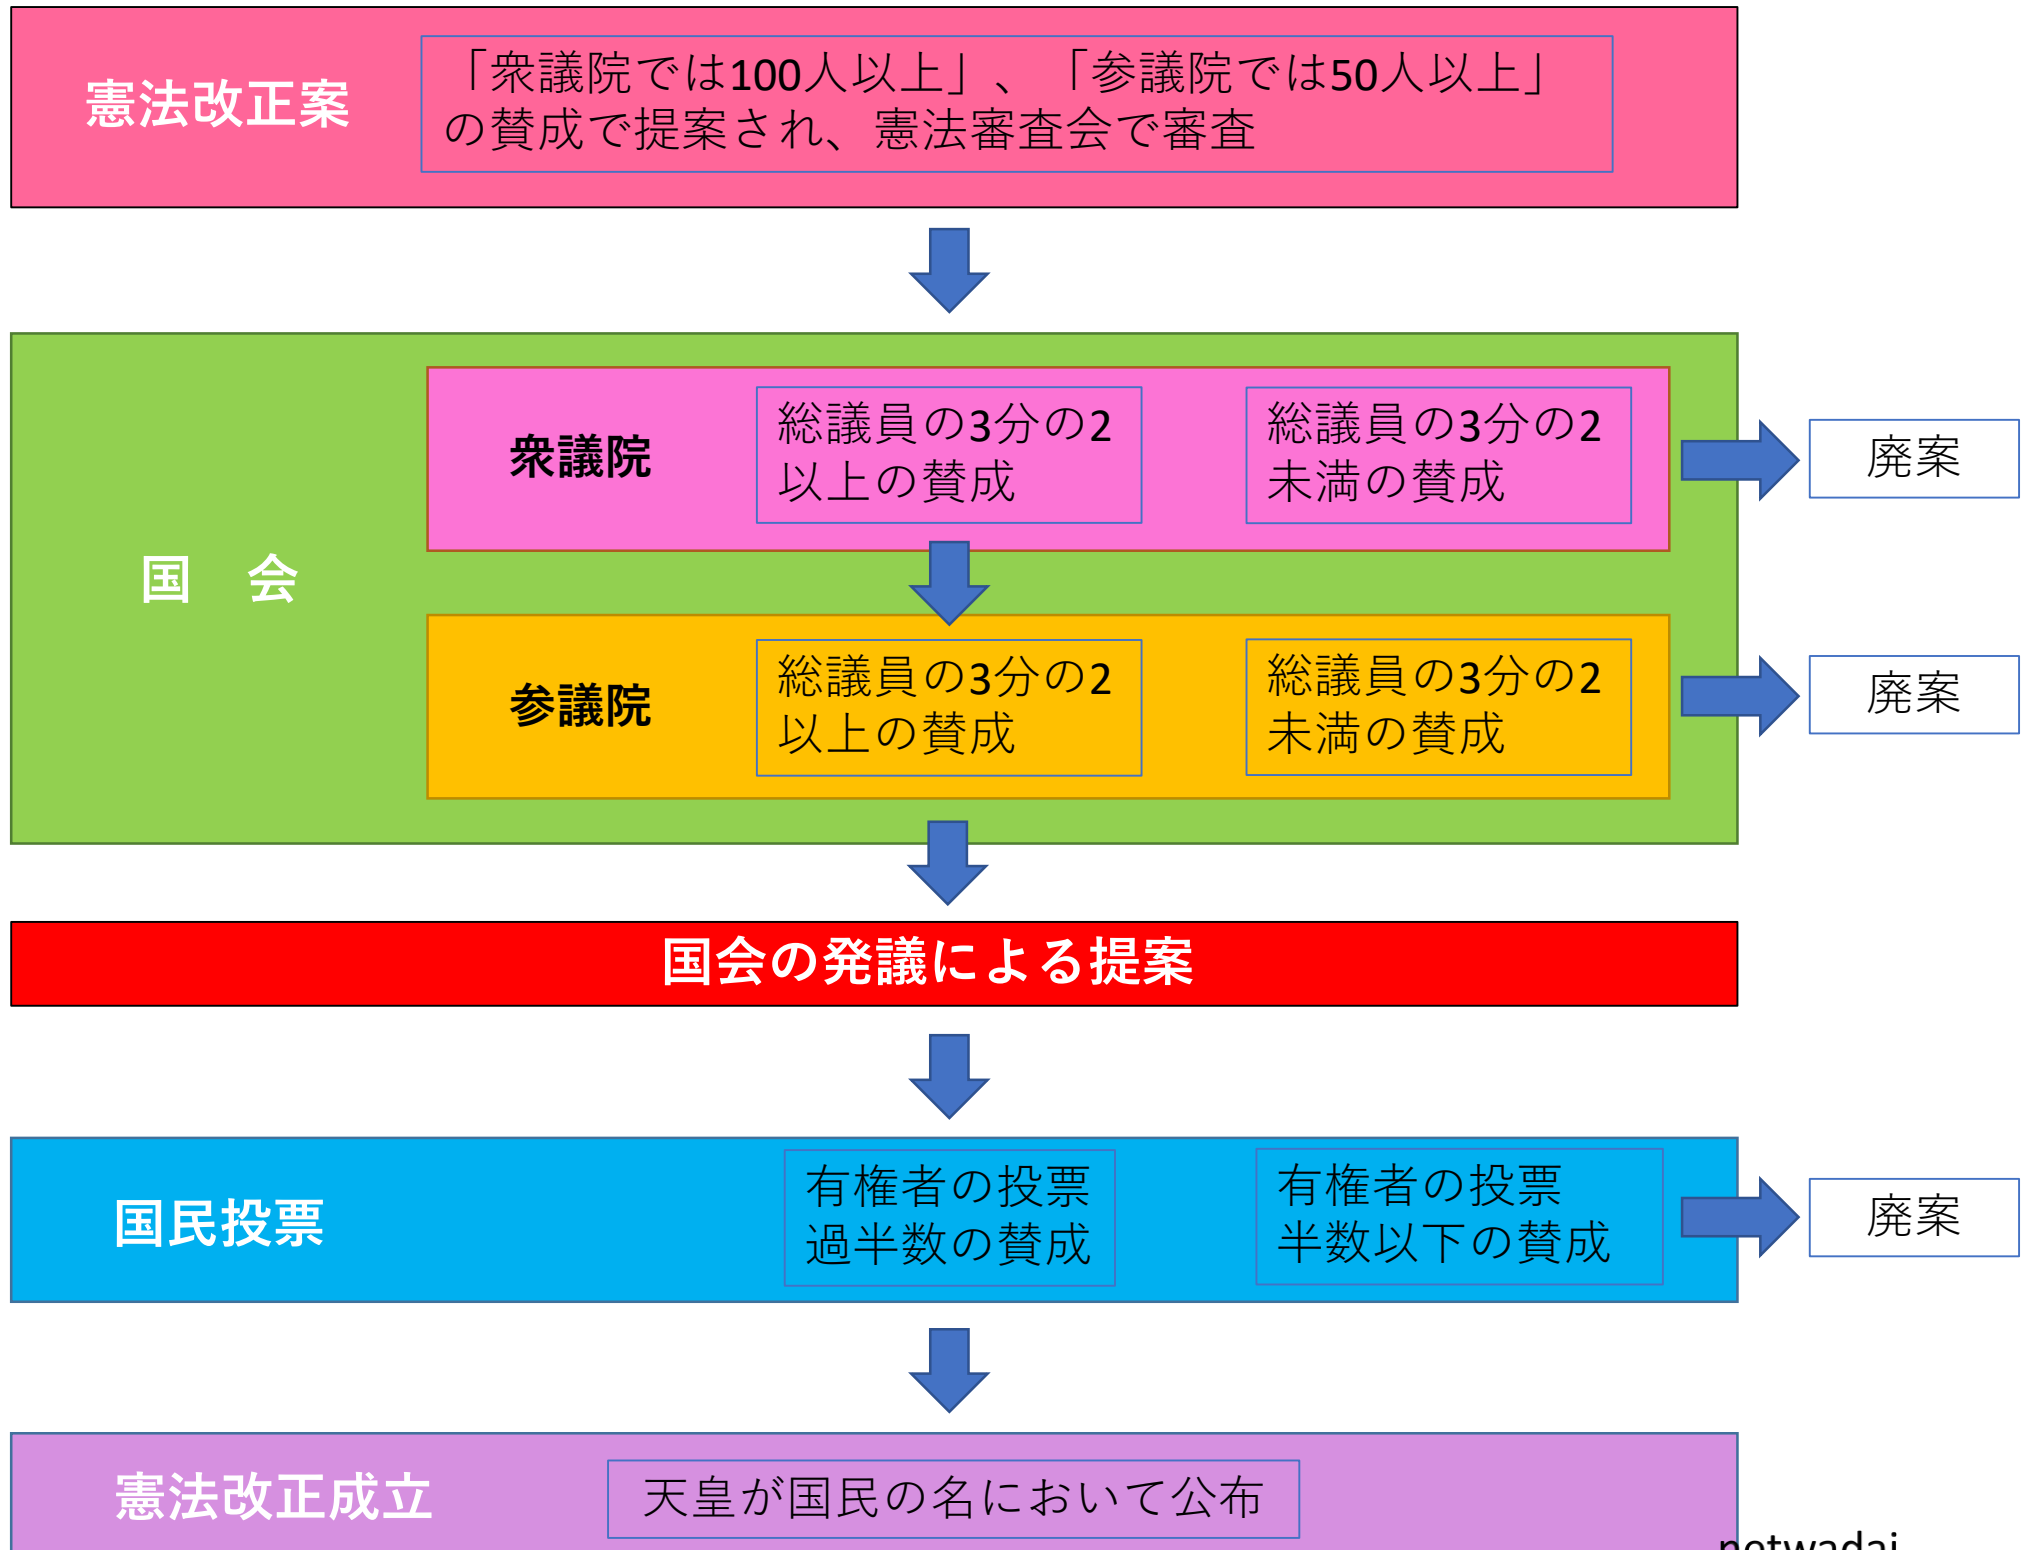 憲法改正案
「衆議院では100人以上」、「参議院では50人以上」
の賛成で提案され、憲法審査会で審査
国 会
衆議院
総議員の3分の2
以上の賛成
総議員の3分の2
未満の賛成
廃案
参議院
総議員の3分の2
以上の賛成
総議員の3分の2
未満の賛成
廃案
国会の発議による提案
国民投票
有権者の投票
過半数の賛成
有権者の投票
半数以下の賛成
廃案
憲法改正成立
天皇が国民の名において公布
netwadai